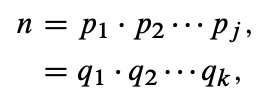 n = p₁ · p₂ ⋯ pⱼ,
= q₁ · q₂ ⋯ qₖ,